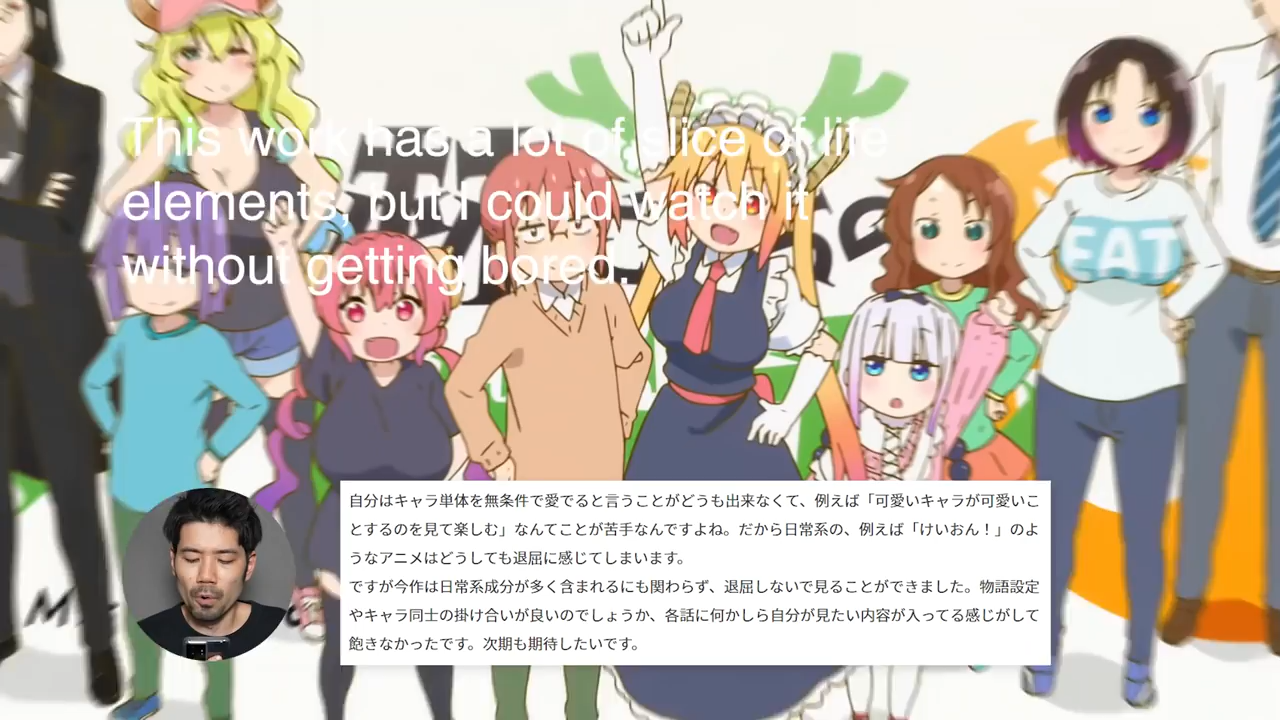 This work has a lot of slice of life
elements, but I could watch it
without getting bored.
EAT
自分はキャラ単体を無条件で愛でると言うことがどうも出来なくて、例えば「可愛いキャラが可愛いこ
とするのを見て楽しむ」なんてことが苦手なんですよね。だから日常系の、例えば「けいおん！」のよ
うなアニメはどうしても退屈に感じてしまいます。
ですが今作は日常系成分が多く含まれるにも関わらず、退屈しないで見ることができました。物語設定
やキャラ同士の掛け合いが良いのでしょうか、各話に何かしら自分が見たい内容が入ってる感じがして
飽きなかったです。次期も期待したいです。